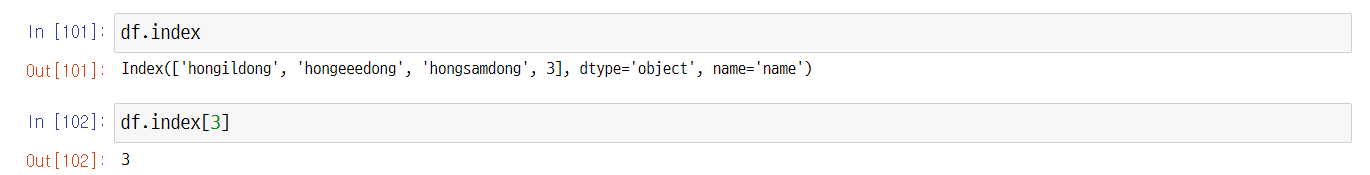 In [101]: df.index
Out[101]: Index(['hongildong', 'hongeeedong', 'hongsamdong', 3], dtype='object', name='name')
In [102]: df.index[3]
Out[102]: 3